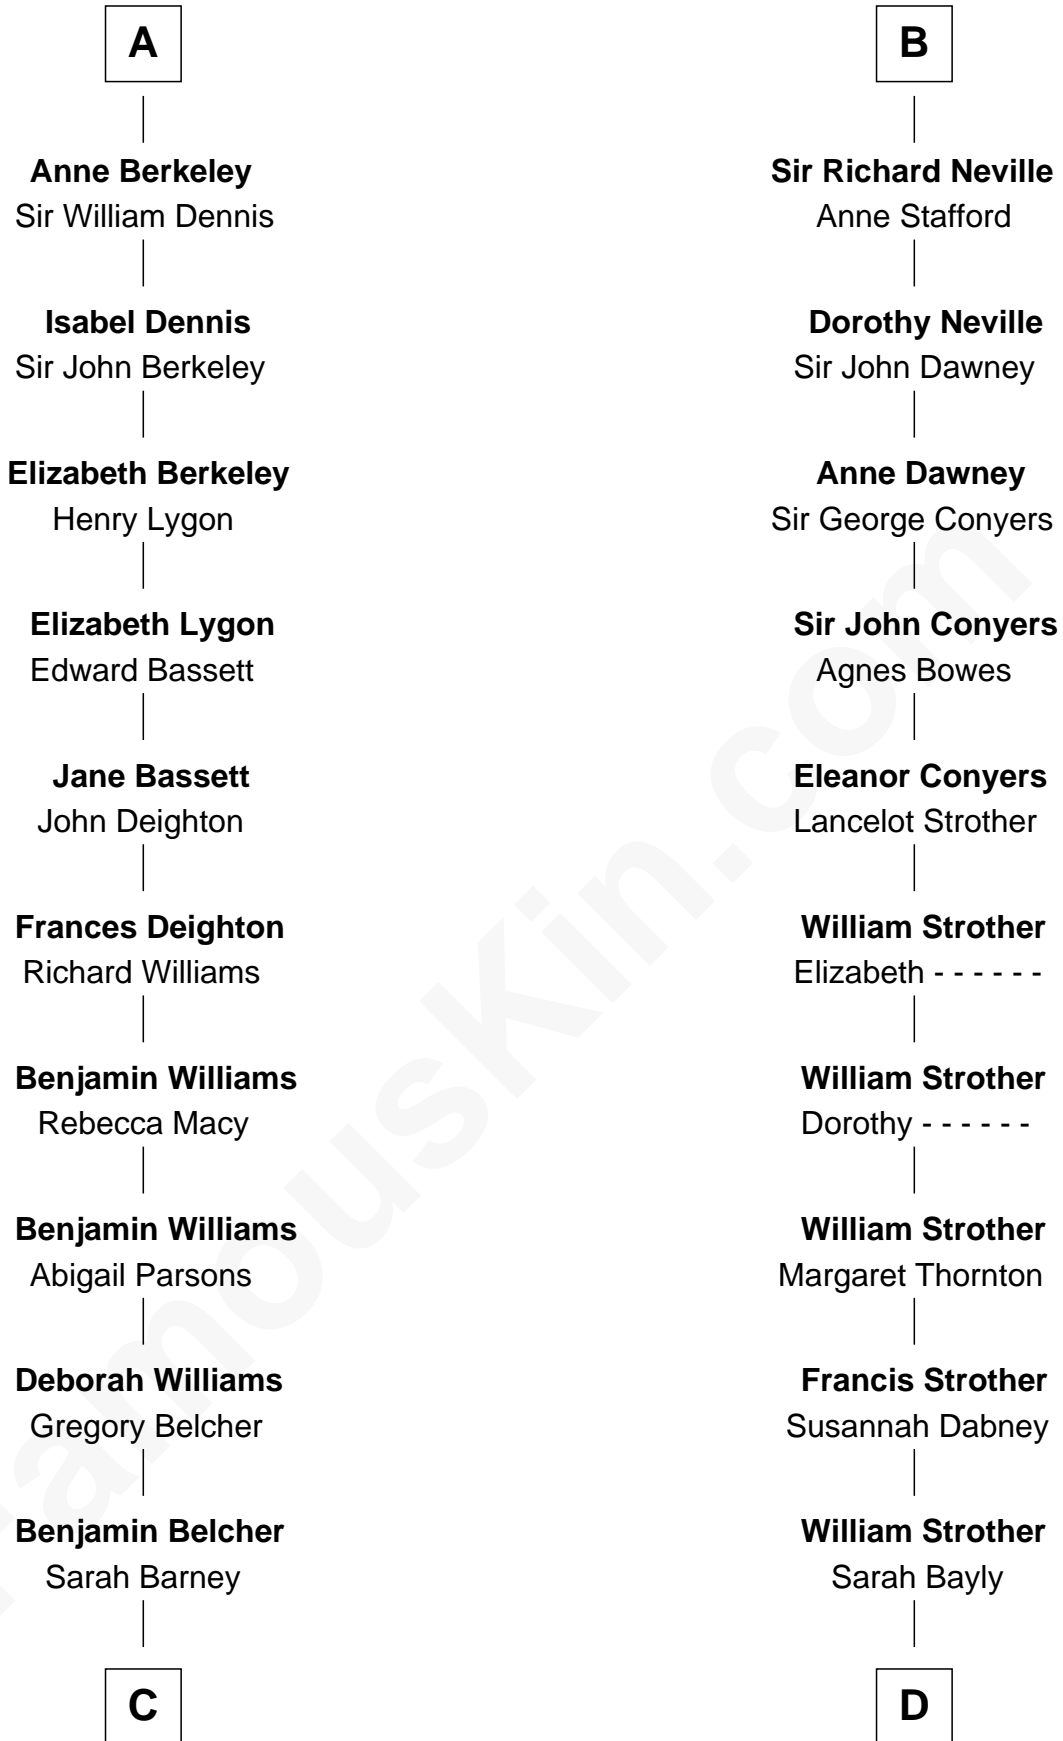 A
Anne Berkeley
Sir William Dennis
Isabel Dennis
Sir John Berkeley
Elizabeth Berkeley
Henry Lygon
Elizabeth Lygon
Edward Bassett
Jane Bassett
John Deighton
Frances Deighton
Richard Williams
Benjamin Williams
Rebecca Macy
Benjamin Williams
Abigail Parsons
Deborah Williams
Gregory Belcher
Benjamin Belcher
Sarah Barney
C
B
Sir Richard Neville
Anne Stafford
Dorothy Neville
Sir John Dawney
Anne Dawney
Sir George Conyers
Sir John Conyers
Agnes Bowes
Eleanor Conyers
Lancelot Strother
William Strother
Elizabeth - - - - - -
William Strother
Dorothy - - - - - -
William Strother
Margaret Thornton
Francis Strother
Susannah Dabney
William Strother
Sarah Bayly
D
FamousKin.com